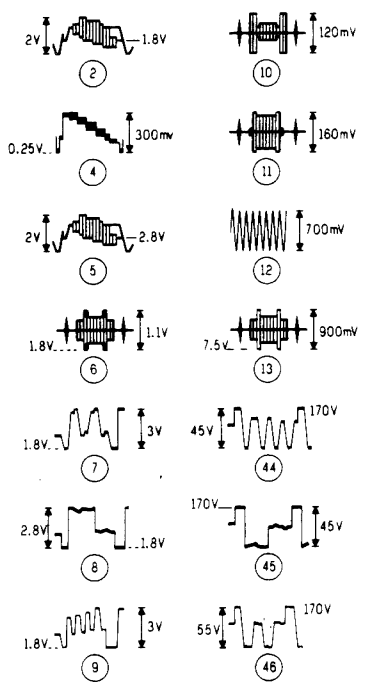 2V 1.8V
2
120mV
10
0.25V 300mv
4
160mV
11
2V 2.8V
5
700mV
12
1.8V 1.1V
6
7.5V 900mV
13
1.8V 3V
7
45V 170V
44
2.8V 1.8V
8
170V 45V
45
1.8V 3V
9
55V 170V
46